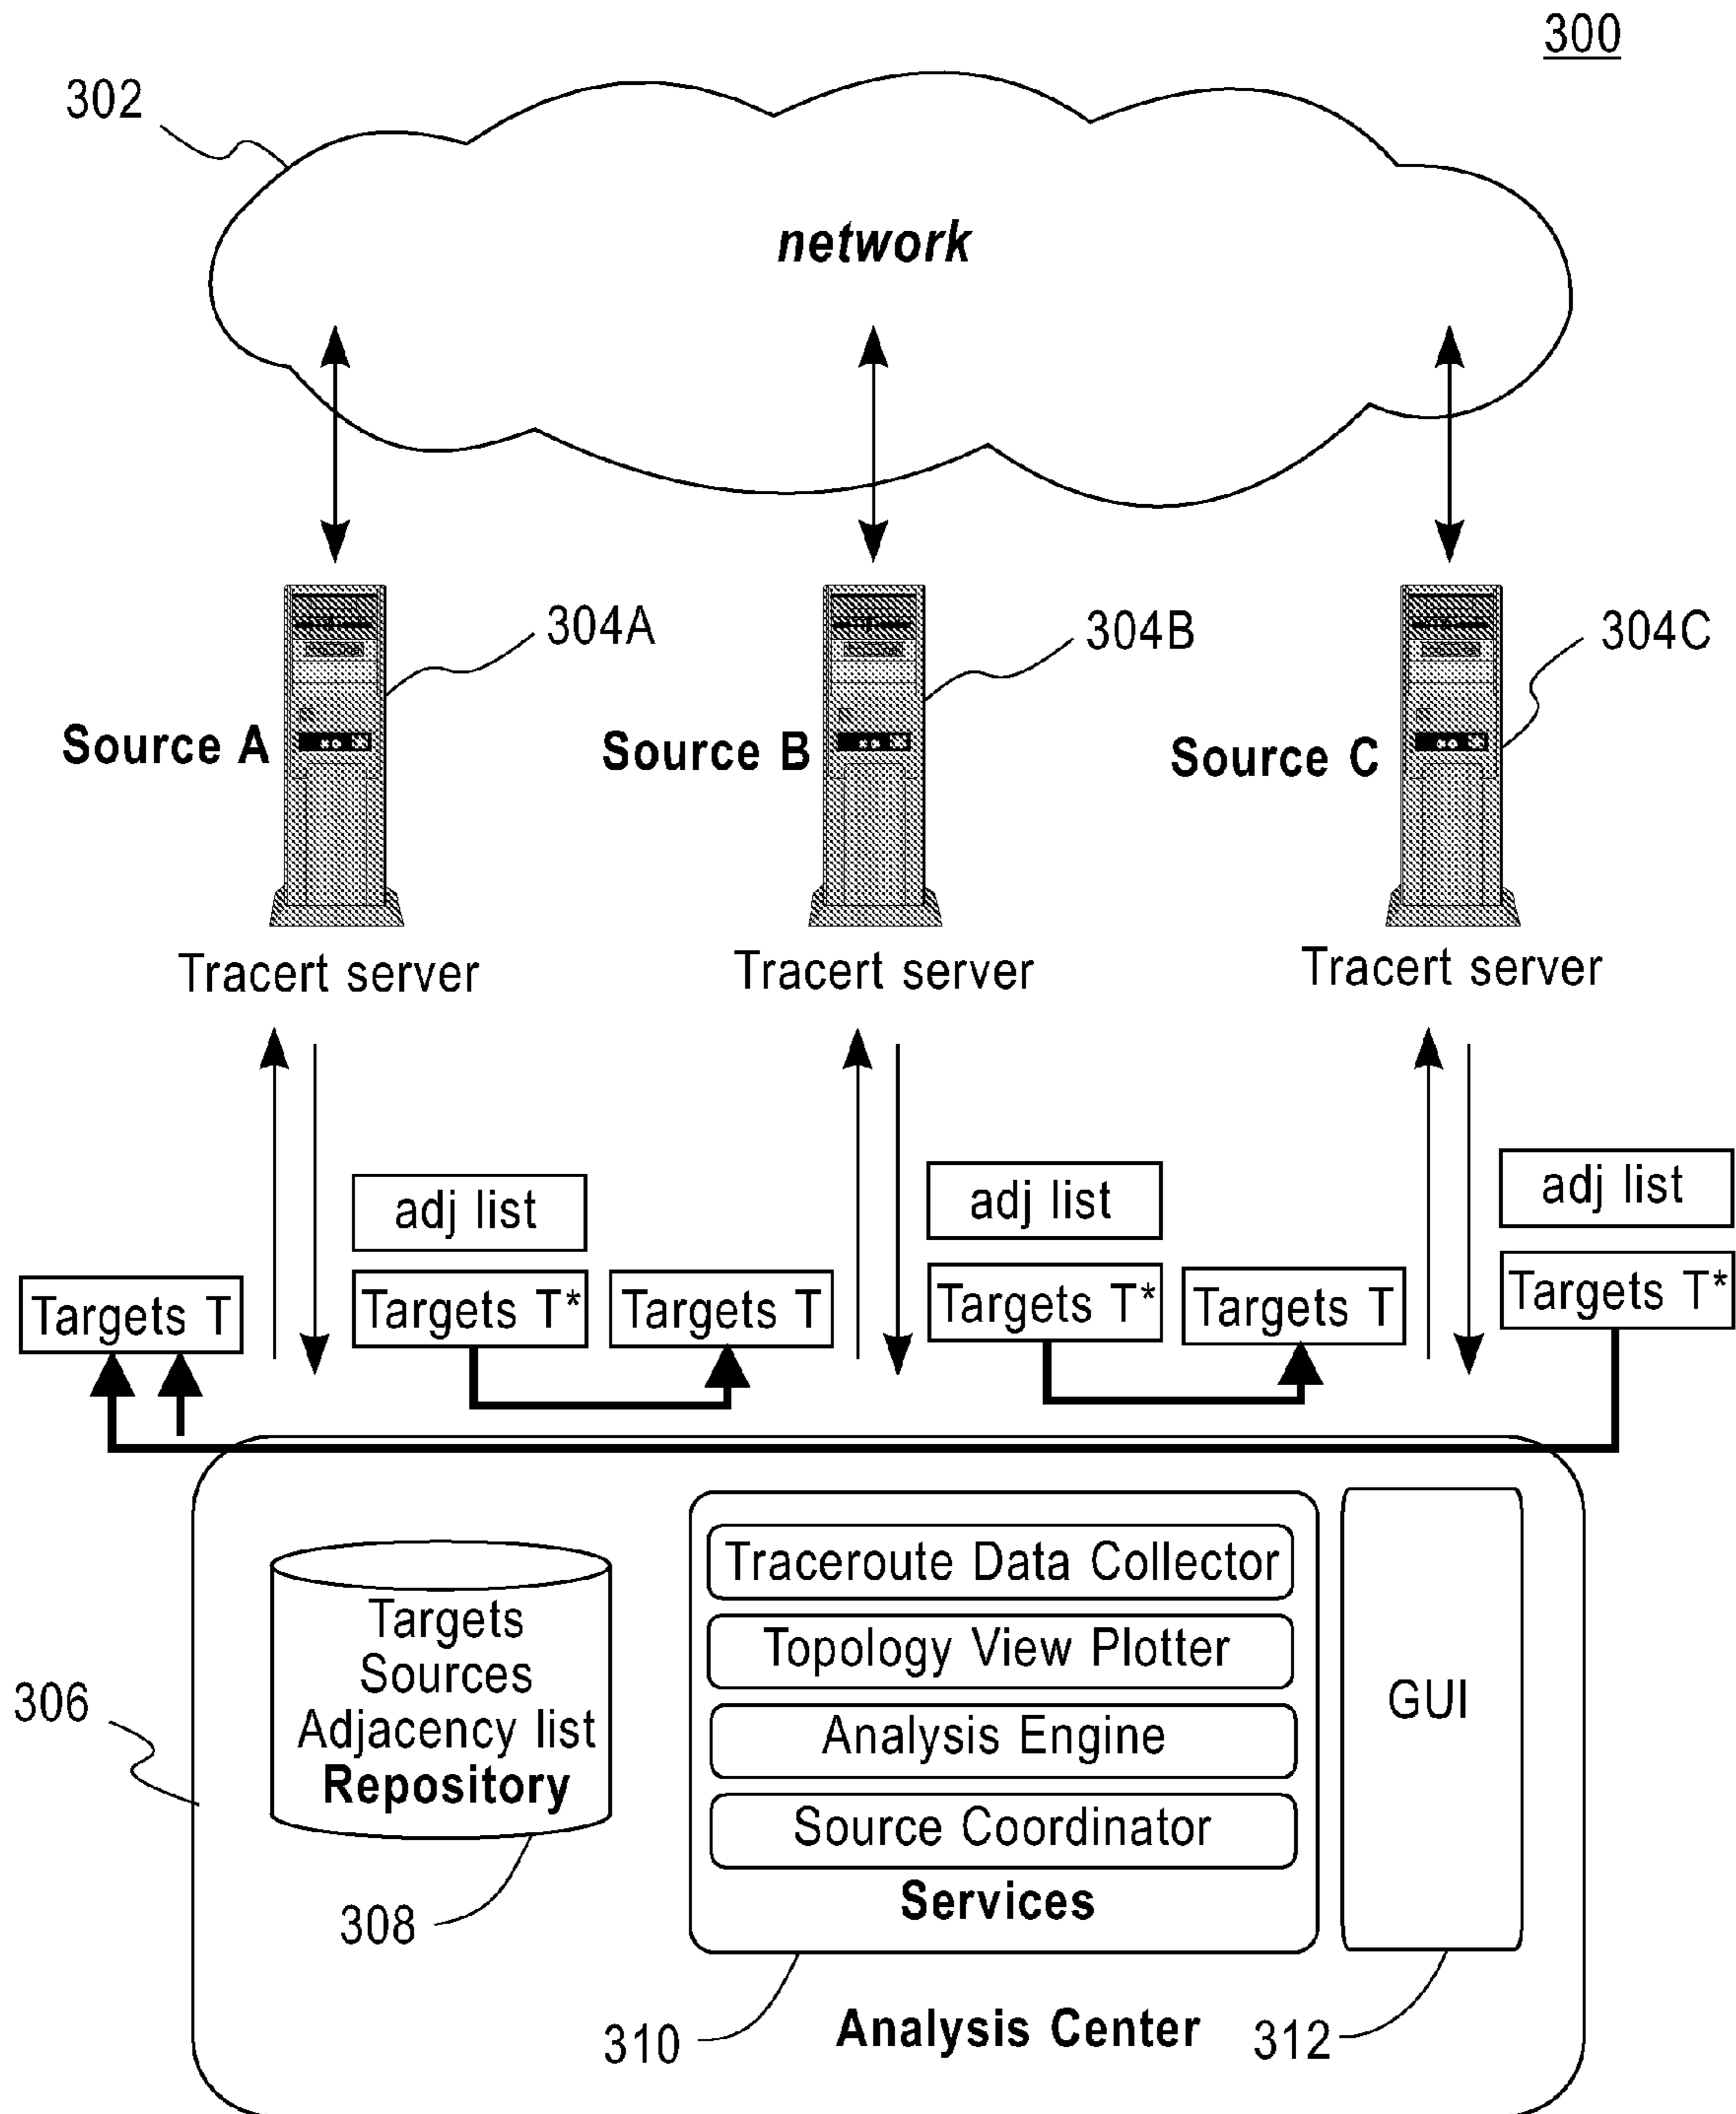 300
302
network
304A
304B
304C
Source A
Source B
Source C
Tracert server
Tracert server
Tracert server
adj list
adj list
adj list
Targets T
Targets T*
Targets T
Targets T*
Targets T
Targets T*
Targets
Sources
Adjacency list
Repository
Traceroute Data Collector
Topology View Plotter
Analysis Engine
Source Coordinator
Services
GUI
306
308
310
Analysis Center
312